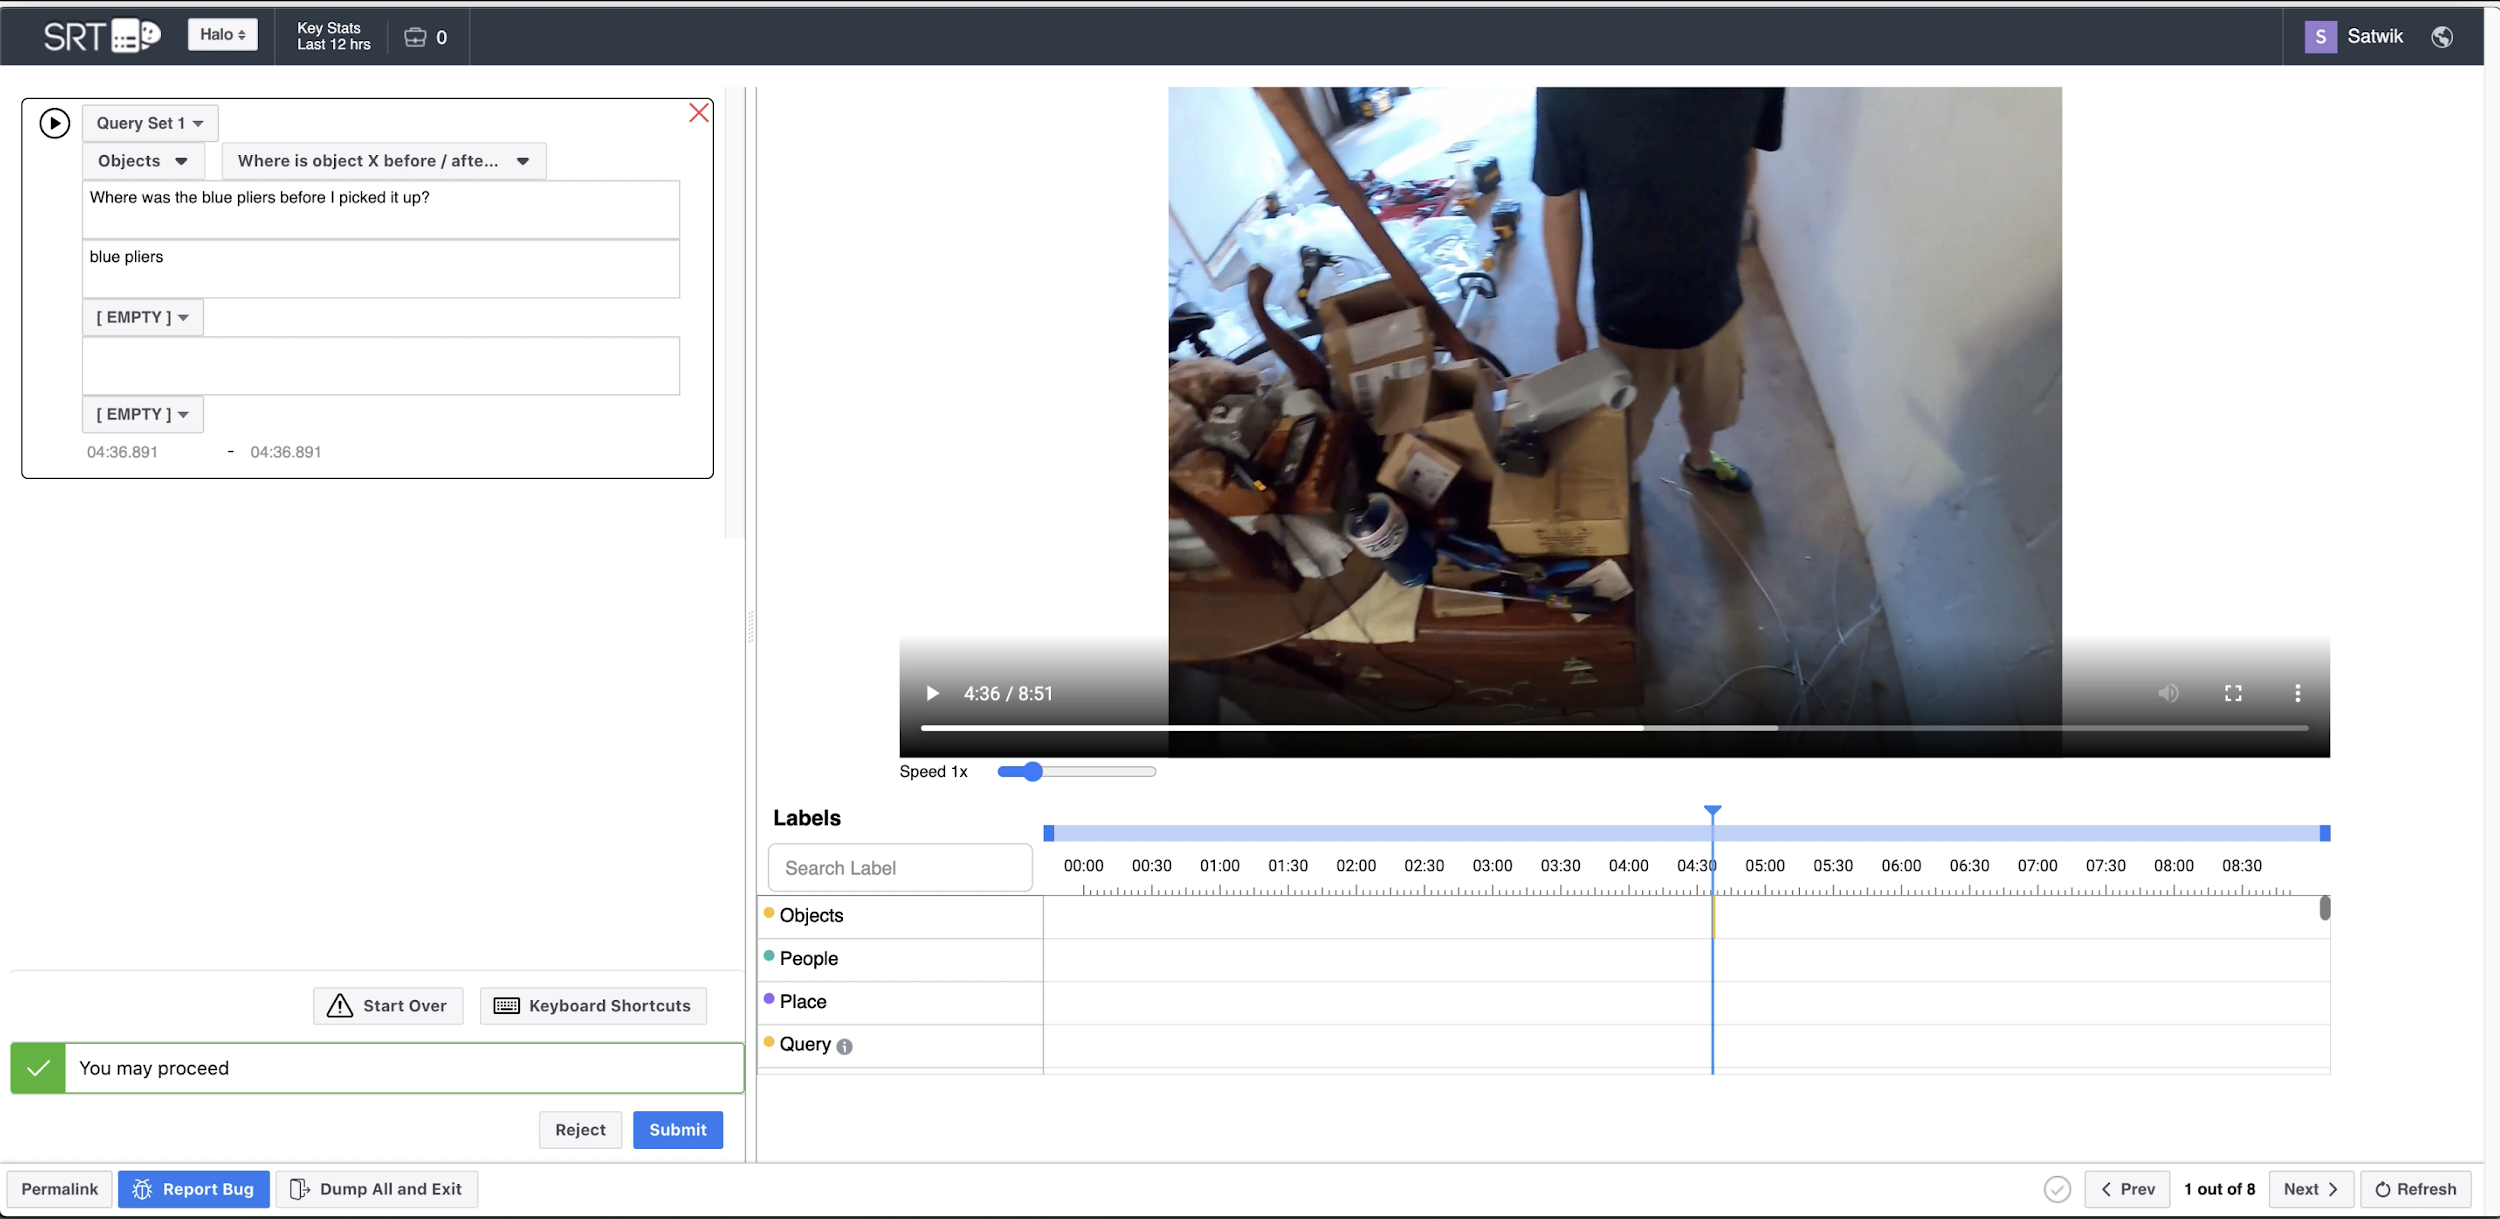 SRT
Halo
Key Stats
Last 12 hrs
0
S
Satwik
Query Set 1
Objects
Where is object X before / afte...
Where was the blue pliers before I picked it up?
blue pliers
[ EMPTY ]
[ EMPTY ]
04:36.891 - 04:36.891
4:36 / 8:51
Speed 1x
Labels
Search Label
00:00 00:30 01:00 01:30 02:00 02:30 03:00 03:30 04:00 04:30 05:00 05:30 06:00 06:30 07:00 07:30 08:00 08:30
Objects
People
Place
Query
Start Over
Keyboard Shortcuts
You may proceed
Reject
Submit
Permalink
Report Bug
Dump All and Exit
Prev
1 out of 8
Next
Refresh